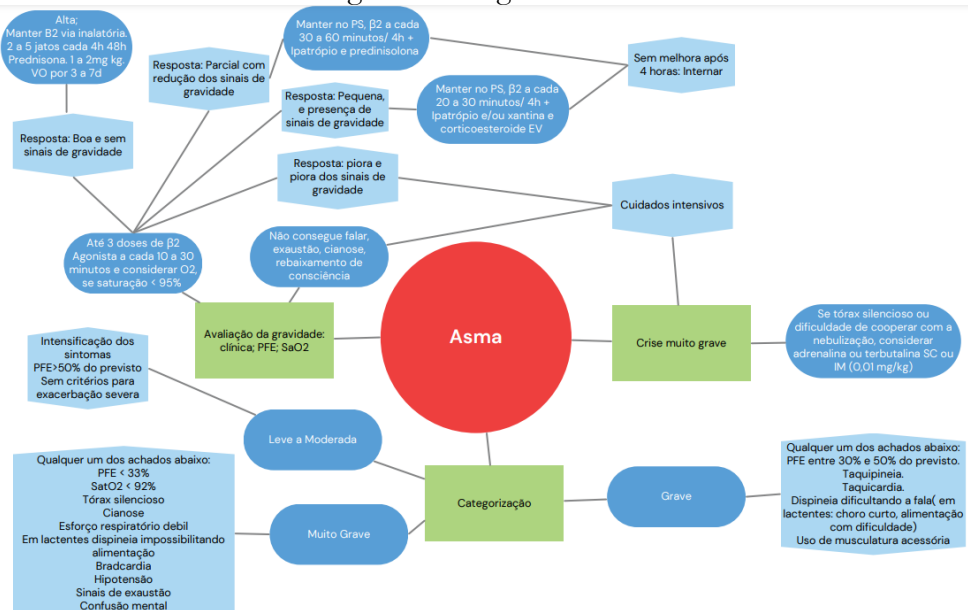 Alta;
Manter B2 via inalatória.
2 a 5 jatos cada 4h 48h
Prednisona. 1 a 2mg kg.
VO por 3 a 7d
Resposta: Boa e sem
sinais de gravidade
Resposta: Parcial com
redução dos sinais de
gravidade
Manter no PS, β2 a cada
30 a 60 minutos/ 4h +
Ipatrópio e predinisolona
Resposta: Pequena,
e presença de
sinais de gravidade
Manter no PS, β2 a cada
20 a 30 minutos/ 4h +
Ipatrópio e/ou xantina e
corticoesteroide EV
Sem melhora após
4 horas: Internar
Resposta: piora e
piora dos sinais de
gravidade
Cuidados intensivos
Até 3 doses de β2
Agonista a cada 10 a 30
minutos e considerar O2,
se saturação < 95%
Não consegue falar,
exaustão, cianose,
rebaixamento de
consciência
Avaliação da gravidade:
clínica; PFE; SaO2
Asma
Crise muito grave
Se tórax silencioso ou
dificuldade de cooperar com a
nebulização, considerar
adrenalina ou terbutalina SC ou
IM (0,01 mg/kg)
Intensificação dos
sintomas
PFE>50% do previsto
Sem critérios para
exacerbação severa
Leve a Moderada
Categorização
Grave
Qualquer um dos achados abaixo:
PFE entre 30% e 50% do previsto.
Taquipineia.
Taquicardia.
Dispineia dificultando a fala( em
lactentes: choro curto, alimentação
com dificuldade)
Uso de musculatura acessória
Muito Grave
Qualquer um dos achados abaixo:
PFE < 33%
SatO2 < 92%
Tórax silencioso
Cianose
Esforço respiratório debil
Em lactentes dispineia impossibilitando
alimentação
Bradcardia
Hipotensão
Sinais de exaustão
Confusão mental